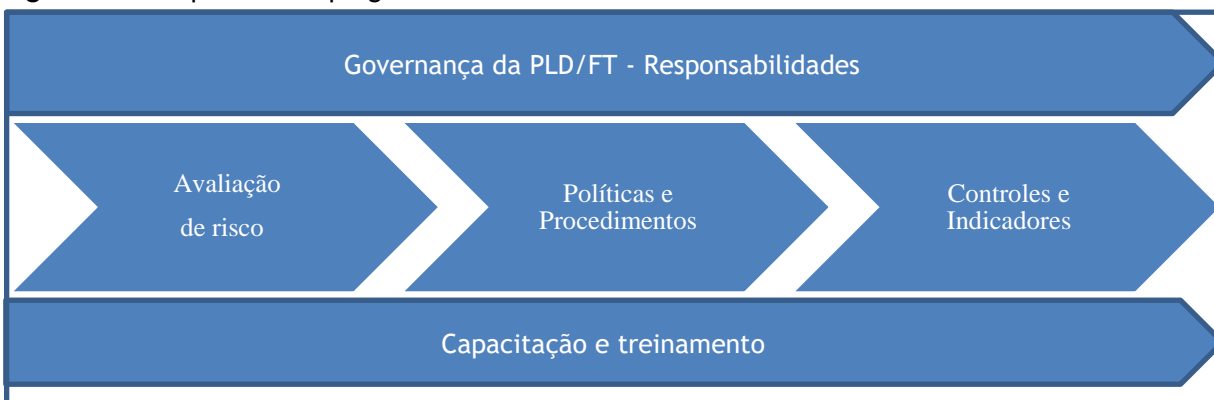 Governança da PLD/FT - Responsabilidades
Avaliação
de risco
Políticas e
Procedimentos
Controles e
Indicadores
Capacitação e treinamento